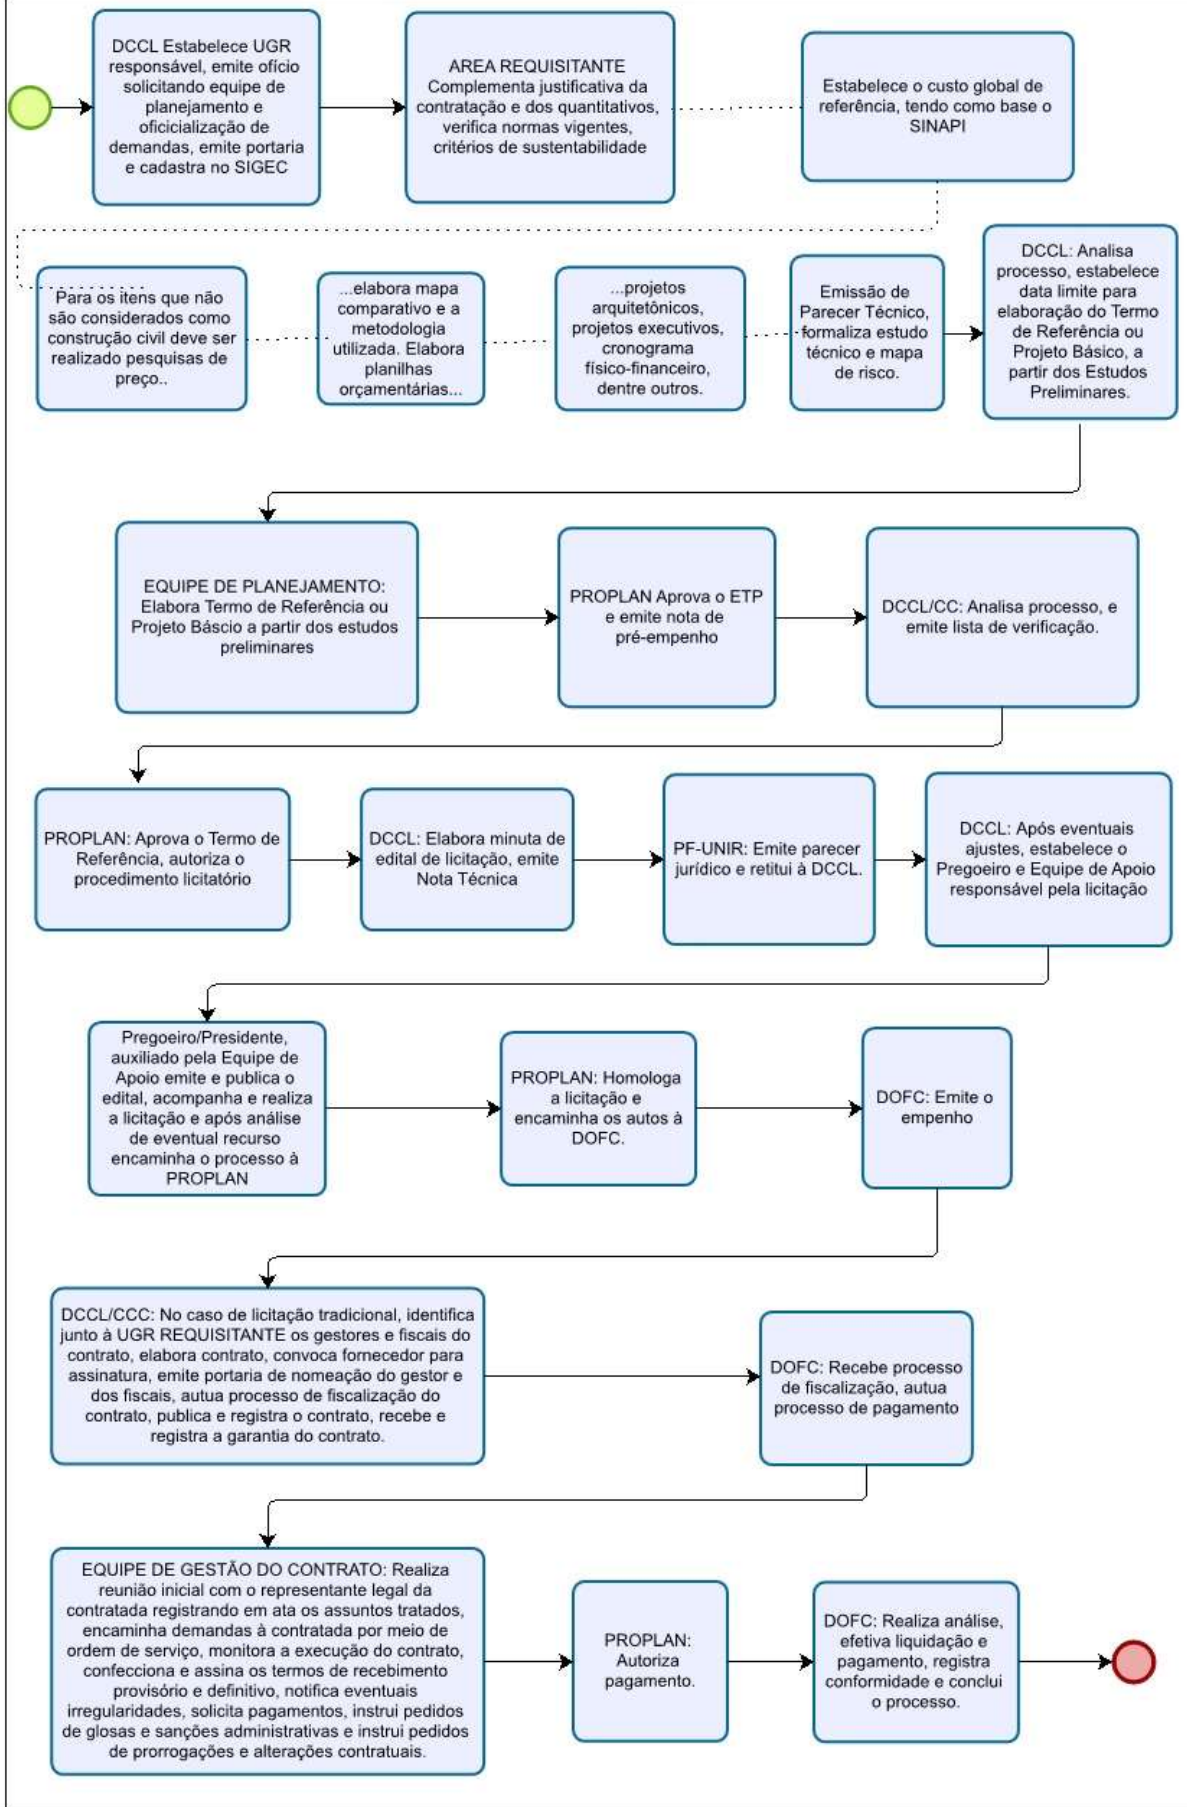 DCCL Estabelece UGR
responsável, emite ofício
solicitando equipe de
planejamento e
oficicialização de
demandas, emite portaria
e cadastra no SIGEC
AREA REQUISITANTE
Complementa justificativa da
contratação e dos quantitativos,
verifica normas vigentes,
critérios de sustentabilidade
Estabelece o custo global de
referência, tendo como base o
SINAPI
Para os itens que não
são considerados como
construção civil deve ser
realizado pesquisas de
preço..
...elabora mapa
comparativo e a
metodologia
utilizada. Elabora
planilhas
orçamentárias...
...projetos
arquitetônicos,
projetos executivos,
cronograma
físico-financeiro,
dentre outros.
Emissão de
Parecer Técnico,
formaliza estudo
técnico e mapa
de risco.
DCCL: Analisa
processo, estabelece
data limite para
elaboração do Termo
de Referência ou
Projeto Básico, a
partir dos Estudos
Preliminares.
EQUIPE DE PLANEJAMENTO:
Elabora Termo de Referência ou
Projeto Báscio a partir dos estudos
preliminares
PROPLAN Aprova o ETP
e emite nota de
pré-empenho
DCCL/CC: Analisa processo, e
emite lista de verificação.
PROPLAN: Aprova o Termo de
Referência, autoriza o
procedimento licitatório
DCCL: Elabora minuta de
edital de licitação, emite
Nota Técnica
PF-UNIR: Emite parecer
jurídico e retitui à DCCL.
DCCL: Após eventuais
ajustes, estabelece o
Pregoeiro e Equipe de Apoio
responsável pela licitação
Pregoeiro/Presidente,
auxiliado pela Equipe de
Apoio emite e publica o
edital, acompanha e realiza
a licitação e após análise
de eventual recurso
encaminha o processo à
PROPLAN
PROPLAN: Homologa
a licitação e
encaminha os autos à
DOFC.
DOFC: Emite o
empenho
DCCL/CCC: No caso de licitação tradicional, identifica
junto à UGR REQUISITANTE os gestores e fiscais do
contrato, elabora contrato, convoca fornecedor para
assinatura, emite portaria de nomeação do gestor e
dos fiscais, autua processo de fiscalização do
contrato, publica e registra o contrato, recebe e
registra a garantia do contrato.
DOFC: Recebe processo
de fiscalização, autua
processo de pagamento
EQUIPE DE GESTÃO DO CONTRATO: Realiza
reunião inicial com o representante legal da
contratada registrando em ata os assuntos tratados,
encaminha demandas à contratada por meio de
ordem de serviço, monitora a execução do contrato,
confecciona e assina os termos de recebimento
provisório e definitivo, notifica eventuais
irregularidades, solicita pagamentos, instrui pedidos
de glosas e sanções administrativas e instrui pedidos
de prorrogações e alterações contratuais.
PROPLAN:
Autoriza
pagamento.
DOFC: Realiza análise,
efetiva liquidação e
pagamento, registra
conformidade e conclui
o processo.